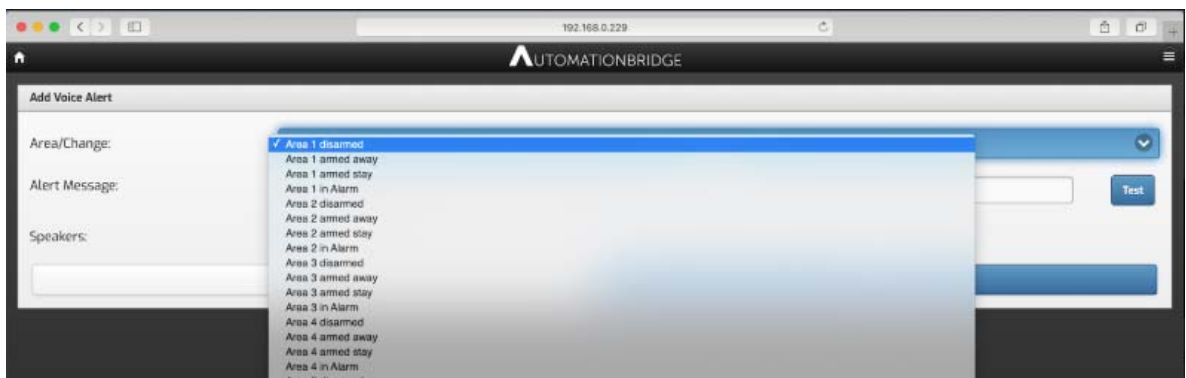 192.168.0.229
AUTOMATIONBRIDGE
Add Voice Alert
Area/Change:
✓ Area 1 disarmed
Area 1 armed away
Area 1 armed stay
Area 1 in Alarm
Area 2 disarmed
Area 2 armed away
Area 2 armed stay
Area 2 in Alarm
Area 3 disarmed
Area 3 armed away
Area 3 armed stay
Area 3 in Alarm
Area 4 disarmed
Area 4 armed away
Area 4 armed stay
Area 4 in Alarm
Alert Message:
Test
Speakers: